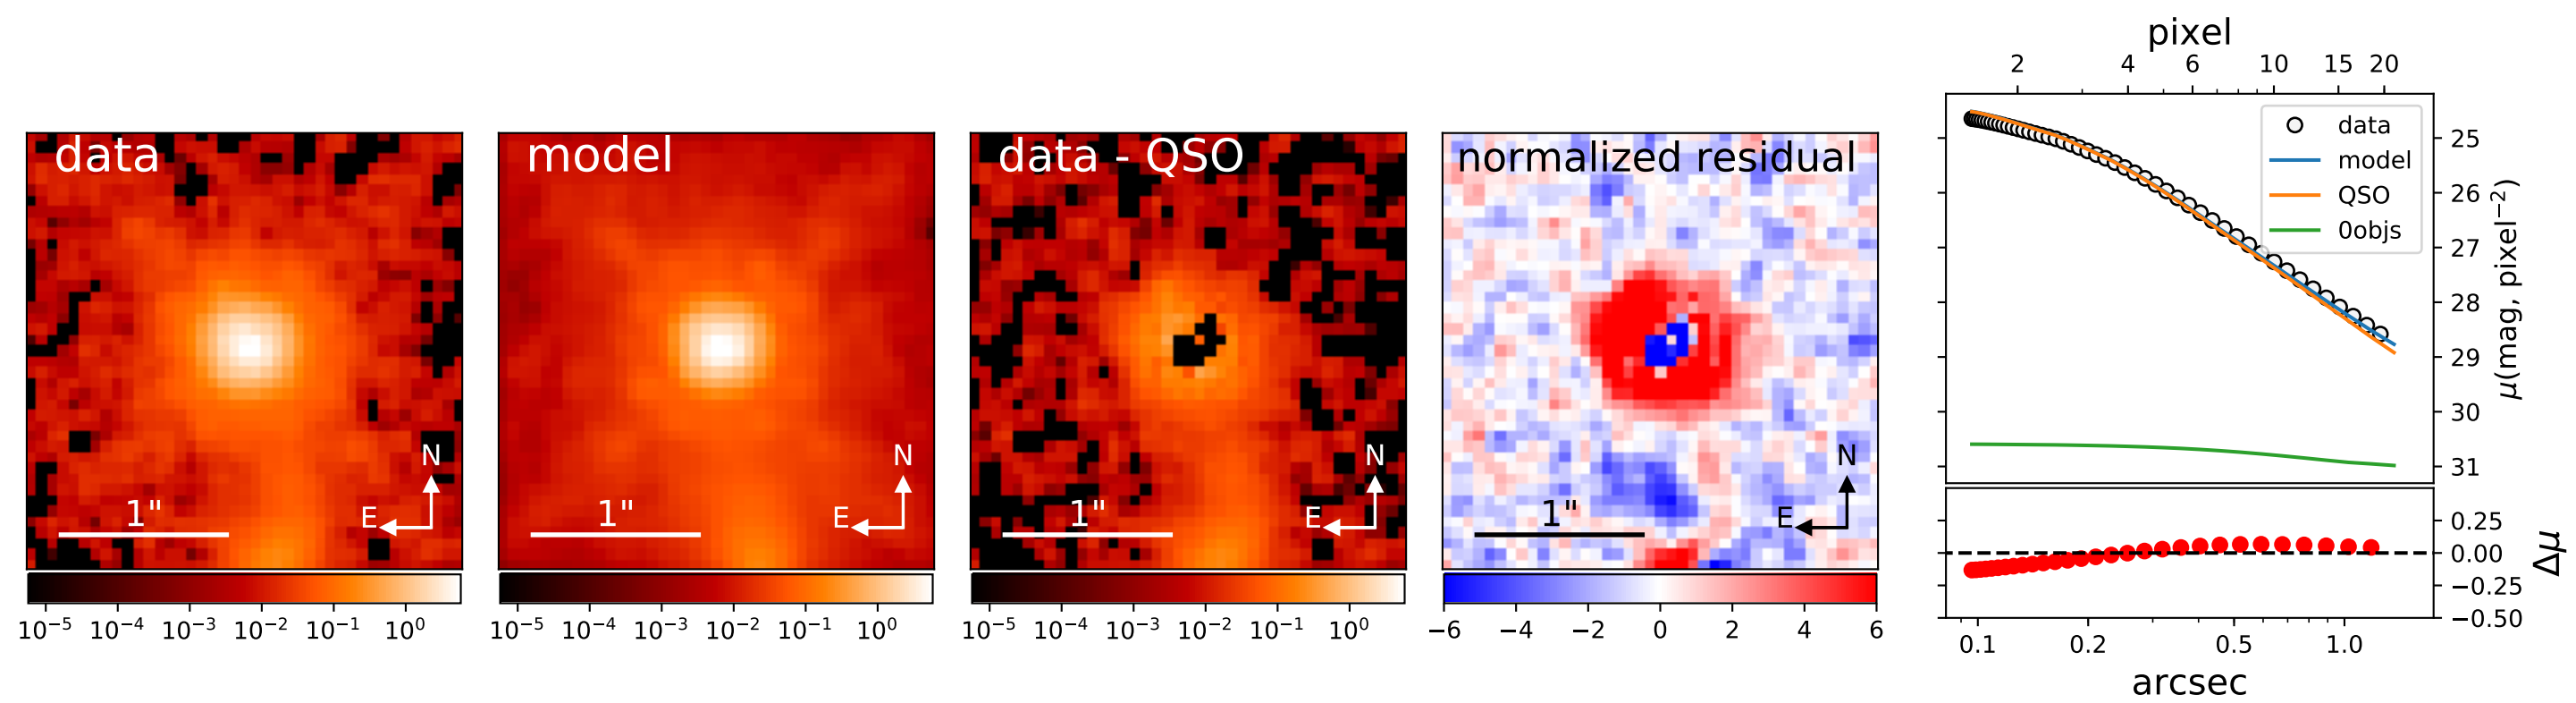 data
N
E
1"
10⁻⁵ 10⁻⁴ 10⁻³ 10⁻² 10⁻¹ 10⁰
model
N
E
1"
10⁻⁵ 10⁻⁴ 10⁻³ 10⁻² 10⁻¹ 10⁰
data - QSO
N
E
1"
10⁻⁵ 10⁻⁴ 10⁻³ 10⁻² 10⁻¹ 10⁰
normalized residual
N
E
1"
−6 −4 −2 0 2 4 6
pixel
2 4 6 10 15 20
data
model
QSO
0objs
25
26
27
28
29
30
31
μ(mag, pixel⁻²)
0.25
0.00
−0.25
−0.50
Δμ
0.1 0.2 0.5 1.0
arcsec